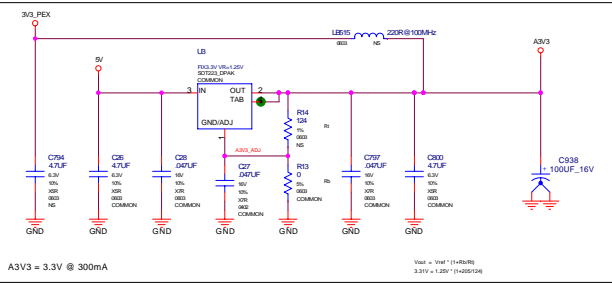 3V3_PEX
LB515 220R@100MHz
0603 NS
A3V3
5V
U3
FIX3.3V VR=1.25V
SOT223_DPAK
COMMON
3 IN OUT 2
TAB
GND/ADJ
1
A3V3_ADJ
R14
124
1%
0603
NS
Rt
C794
4.7UF
6.3V
10%
X5R
0603
NS
GND
C26
4.7UF
6.3V
10%
X5R
0603
COMMON
GND
C28
.047UF
16V
10%
X7R
0603
COMMON
GND
C27
.047UF
16V
10%
X7R
0402
COMMON
GND
R13
0
5%
0603
COMMON
Rb
GND
C797
.047UF
16V
10%
X7R
0603
COMMON
GND
C800
4.7UF
6.3V
10%
X5R
0603
COMMON
GND
C938
+ 100UF_16V
GND
A3V3 = 3.3V @ 300mA
Vout = Vref * (1+Rb/Rt)
3.31V = 1.25V * (1+205/124)